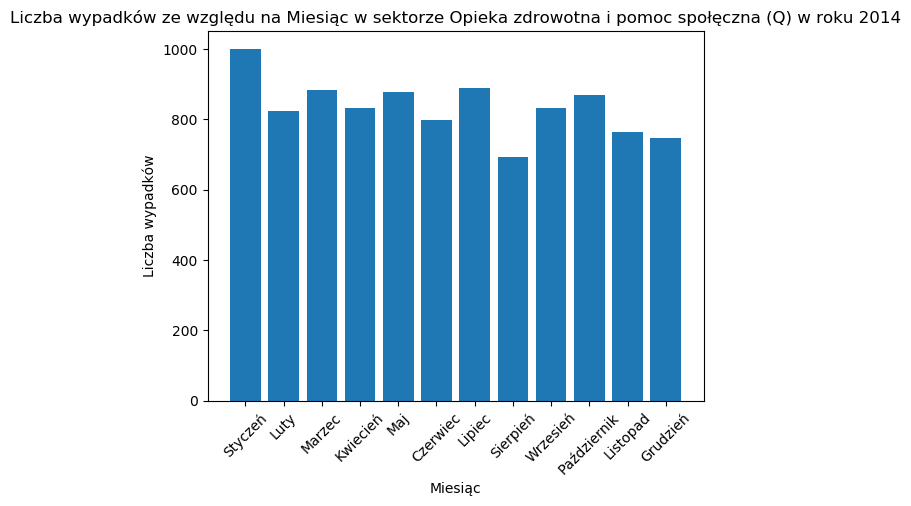 Liczba wypadków ze względu na Miesiąc w sektorze Opieka zdrowotna i pomoc społęczna (Q) w roku 2014
Liczba wypadków
1000
800
600
400
200
0
Styczeń
Luty
Marzec
Kwiecień
Maj
Czerwiec
Lipiec
Sierpień
Wrzesień
Październik
Listopad
Grudzień
Miesiąc